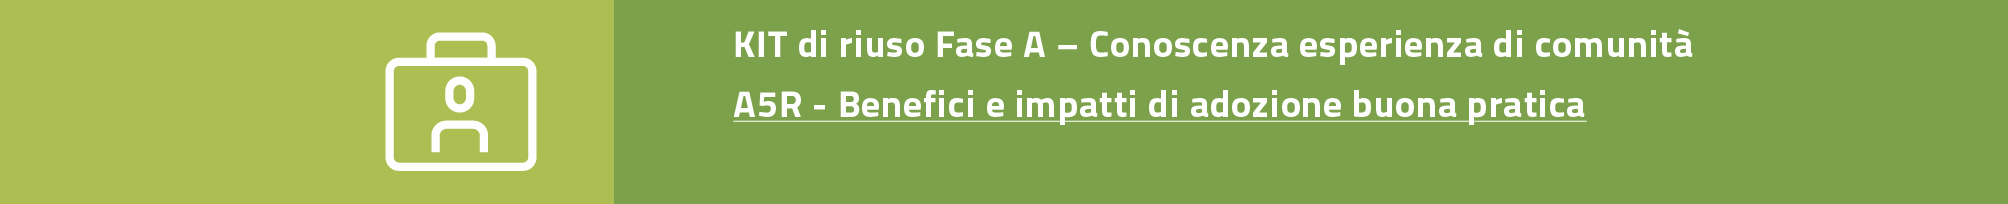 KIT di riuso Fase A – Conoscenza esperienza di comunità
A5R - Benefici e impatti di adozione buona pratica